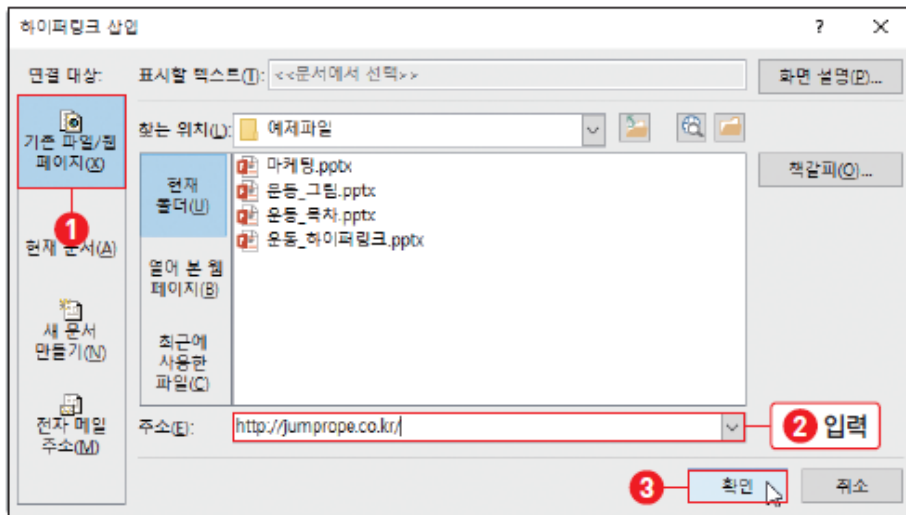 하이퍼링크 삽입
? ×
연결 대상:
표시할 텍스트(T): <<문서에서 선택>>
화면 설명(P)...
기존 파일/웹
페이지(X)
1
현재 문서(A)
새 문서
만들기(N)
전자 메일
주소(M)
찾는 위치(L): 예제파일
현재
폴더(U)
열어 본 웹
페이지(B)
최근에
사용한
파일(C)
마케팅.pptx
운동_그림.pptx
운동_목차.pptx
운동_하이퍼링크.pptx
책갈피(O)...
주소(E): http://jumprope.co.kr/
2 입력
3 확인
취소